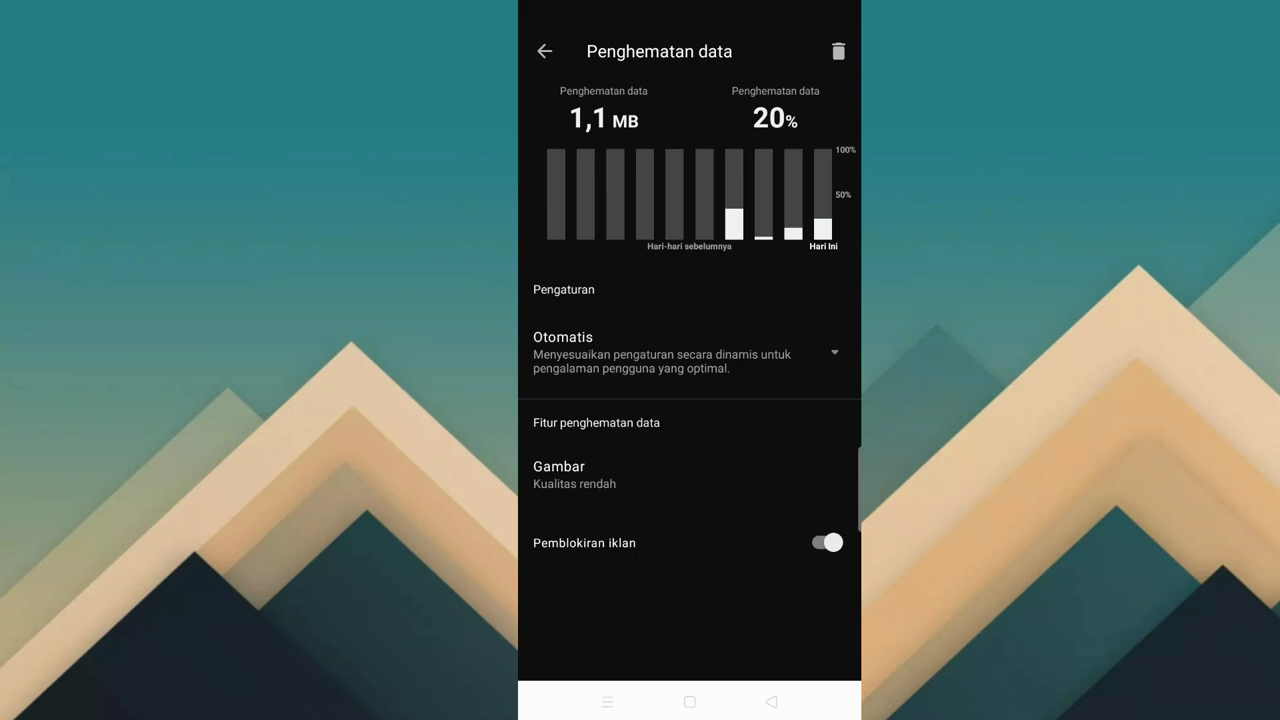 Penghematan data
Penghematan data
1,1 MB
Penghematan data
20%
100%
50%
Hari-hari sebelumnya
Hari Ini
Pengaturan
Otomatis
Menyesuaikan pengaturan secara dinamis untuk
pengalaman pengguna yang optimal.
Fitur penghematan data
Gambar
Kualitas rendah
Pemblokiran iklan